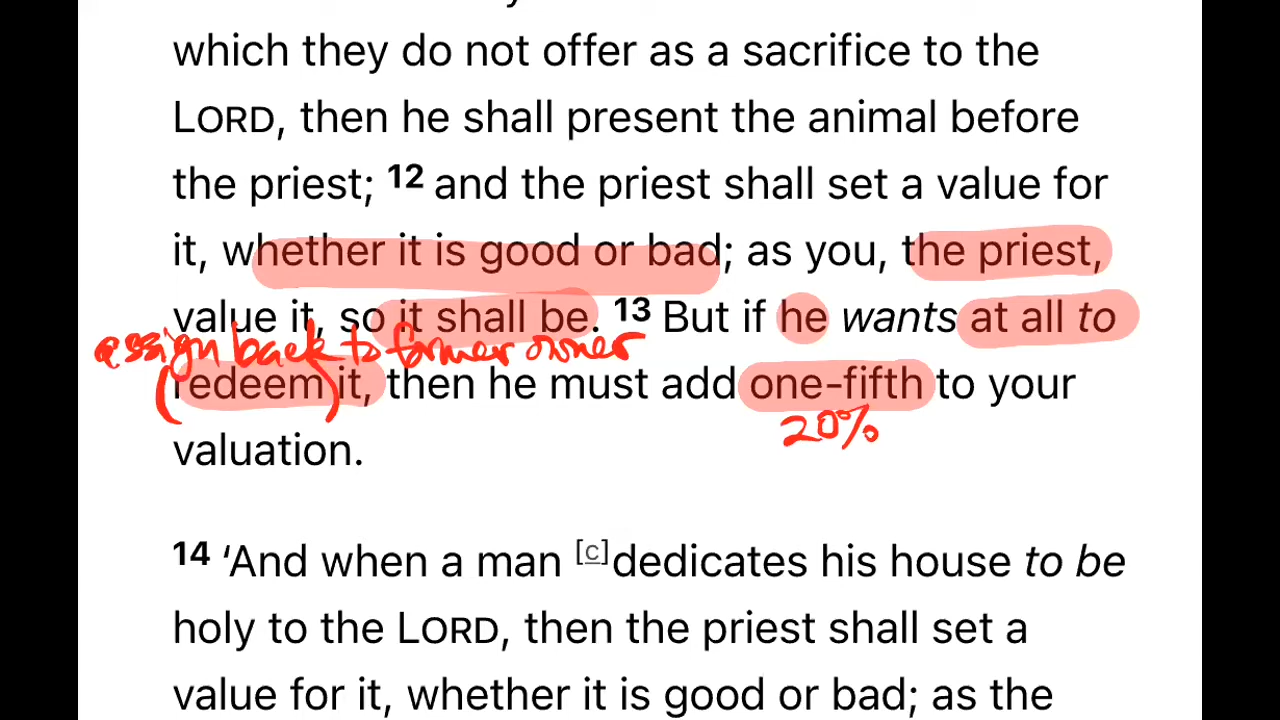 which they do not offer as a sacrifice to the
LORD, then he shall present the animal before
the priest; 12 and the priest shall set a value for
it, whether it is good or bad; as you, the priest,
value it, so it shall be. 13 But if he wants at all to
assign back to former owner
(redeem) it, then he must add one-fifth to your
20%
valuation.
14 ‘And when a man [c]dedicates his house to be
holy to the LORD, then the priest shall set a
value for it, whether it is good or bad; as the